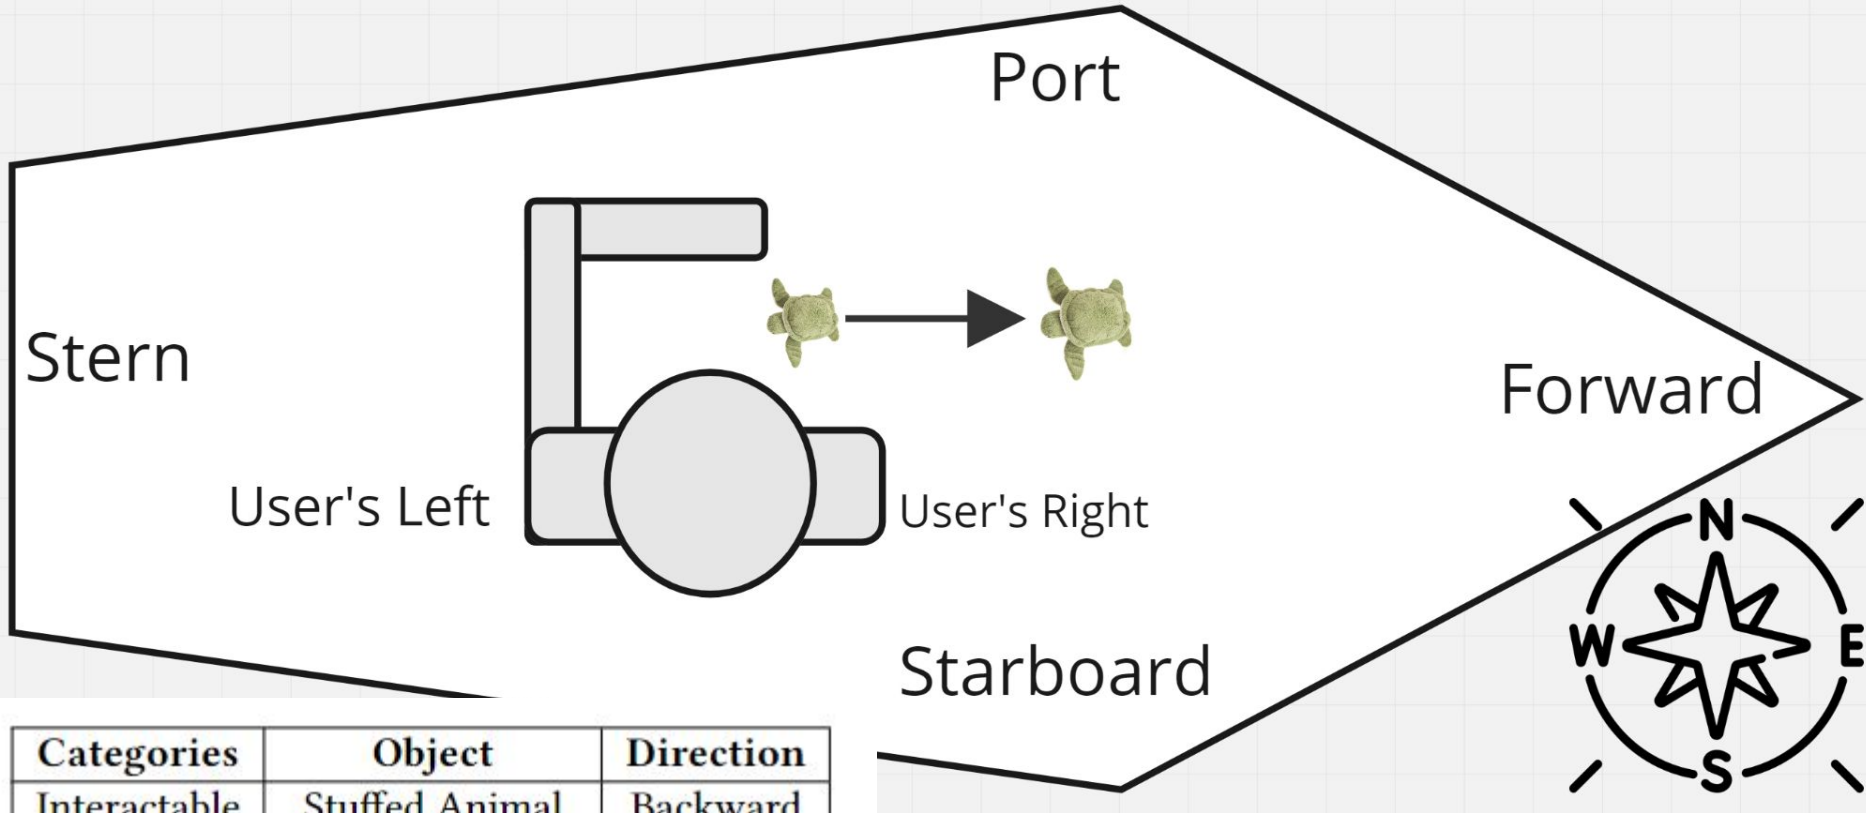 Port
Stern
Forward
User's Left
User's Right
Starboard
N
W
E
S
Categories Object Direction
Interactable Stuffed Animal Backward